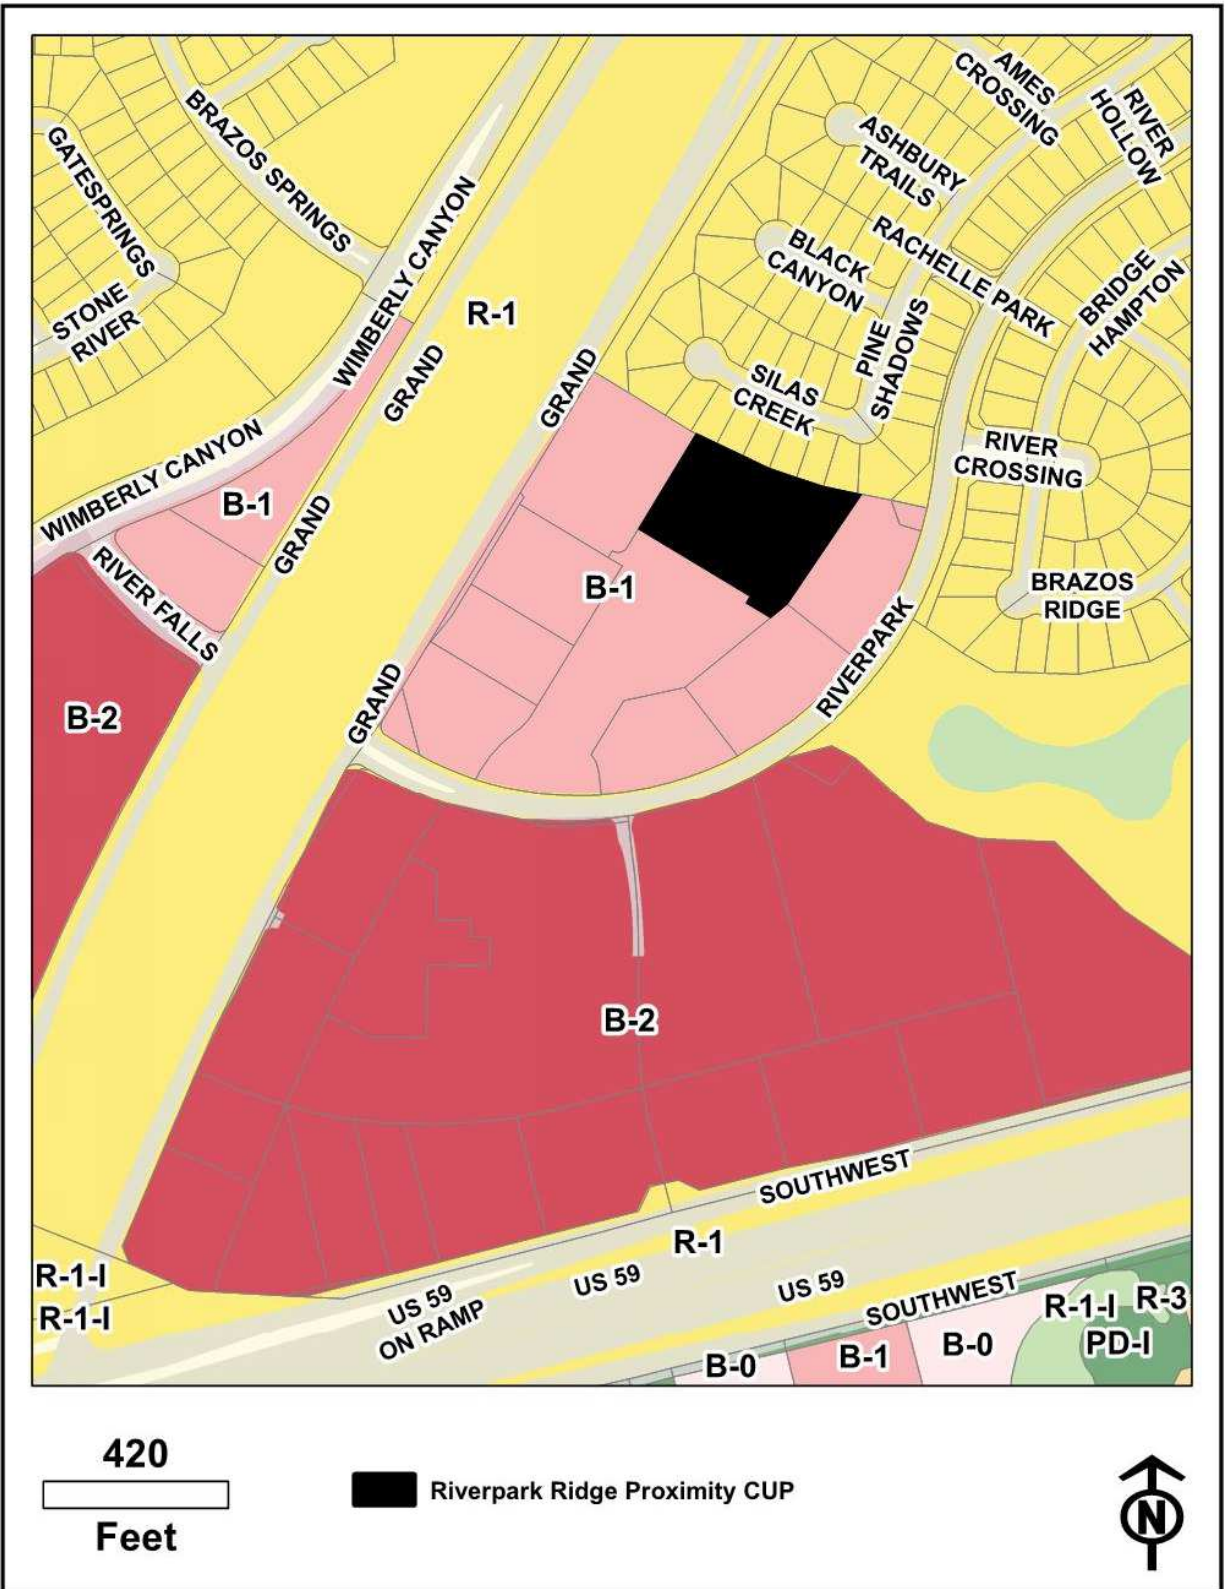 AMES
CROSSING
RIVER
HOLLOW
BRAZOS SPRINGS
GATESPRINGS
ASHBURY
TRAILS
WIMBERLY CANYON
RACHELLE PARK
BLACK
CANYON
BRIDGE
HAMPTON
STONE
RIVER
R-1
PINE
SHADOWS
GRAND
GRAND
SILAS
CREEK
WIMBERLY CANYON
RIVER
CROSSING
B-1
GRAND
B-1
RIVER FALLS
BRAZOS
RIDGE
RIVERPARK
GRAND
B-2
B-2
SOUTHWEST
R-1
R-1-I
R-1-I
US 59
ON RAMP
US 59
US 59
SOUTHWEST
R-1-I
R-3
PD-I
B-0
B-1
B-0
420
Feet
Riverpark Ridge Proximity CUP
N